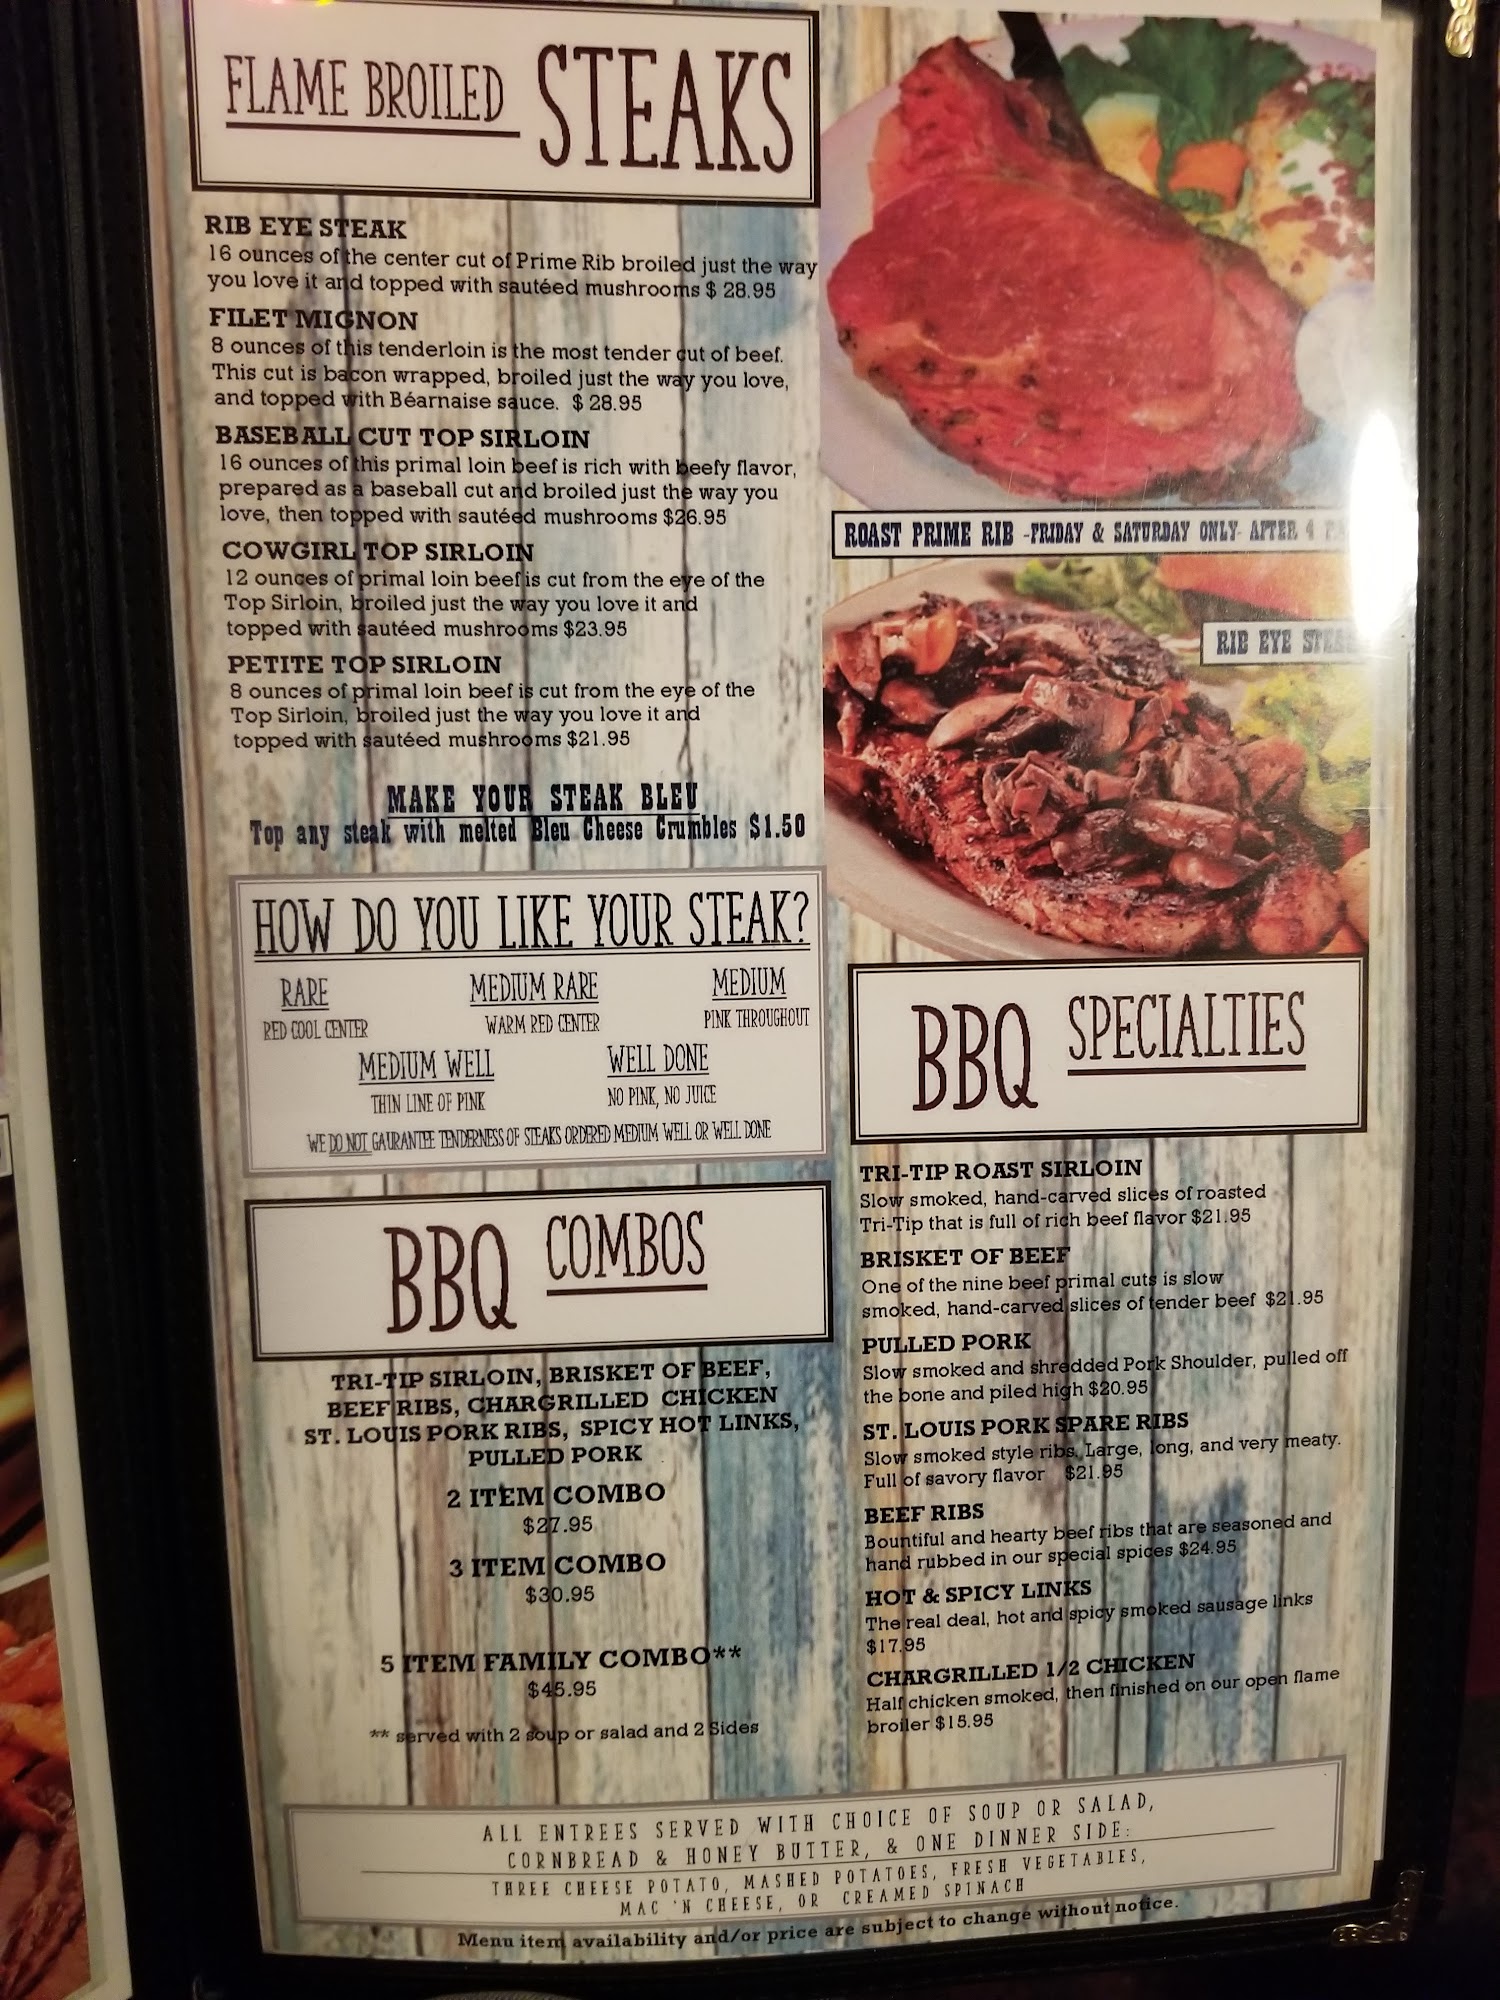 FLAME BROILED STEAKS
RIB EYE STEAK
16 ounces of the center cut of Prime Rib broiled just the way
you love it and topped with sautéed mushrooms $ 28.95
FILET MIGNON
8 ounces of this tenderloin is the most tender cut of beef.
This cut is bacon wrapped, broiled just the way you love,
and topped with Béarnaise sauce. $ 28.95
BASEBALL CUT TOP SIRLOIN
16 ounces of this primal loin beef is rich with beefy flavor,
prepared as a baseball cut and broiled just the way you
love, then topped with sautéed mushrooms $26.95
COWGIRL TOP SIRLOIN
12 ounces of primal loin beef is cut from the eye of the
Top Sirloin, broiled just the way you love it and
topped with sautéed mushrooms $23.95
PETITE TOP SIRLOIN
8 ounces of primal loin beef is cut from the eye of the
Top Sirloin, broiled just the way you love it and
topped with sautéed mushrooms $21.95
MAKE YOUR STEAK BLEU
Top any steak with melted Bleu Cheese Crumbles $1.50
HOW DO YOU LIKE YOUR STEAK?
RARE MEDIUM RARE MEDIUM
RED COOL CENTER WARM RED CENTER PINK THROUGHOUT
MEDIUM WELL WELL DONE
THIN LINE OF PINK NO PINK, NO JUICE
WE DO NOT GAURANTEE TENDERNESS OF STEAKS ORDERED MEDIUM WELL OR WELL DONE
BBQ COMBOS
TRI-TIP SIRLOIN, BRISKET OF BEEF,
BEEF RIBS, CHARGRILLED CHICKEN
ST. LOUIS PORK RIBS, SPICY HOT LINKS,
PULLED PORK
2 ITEM COMBO
$27.95
3 ITEM COMBO
$30.95
5 ITEM FAMILY COMBO**
$45.95
** served with 2 soup or salad and 2 Sides
ROAST PRIME RIB -FRIDAY & SATURDAY ONLY- AFTER 4
RIB EYE
BBQ SPECIALTIES
TRI-TIP ROAST SIRLOIN
Slow smoked, hand-carved slices of roasted
Tri-Tip that is full of rich beef flavor $21.95
BRISKET OF BEEF
One of the nine beef primal cuts is slow
smoked, hand-carved slices of tender beef $21.95
PULLED PORK
Slow smoked and shredded Pork Shoulder, pulled off
the bone and piled high $20.95
ST. LOUIS PORK SPARE RIBS
Slow smoked style ribs. Large, long, and very meaty.
Full of savory flavor $21.95
BEEF RIBS
Bountiful and hearty beef ribs that are seasoned and
hand rubbed in our special spices $24.95
HOT & SPICY LINKS
The real deal, hot and spicy smoked sausage links
$17.95
CHARGRILLED 1/2 CHICKEN
Half chicken smoked, then finished on our open flame
broiler $15.95
ALL ENTREES SERVED WITH CHOICE OF SOUP OR SALAD,
CORNBREAD & HONEY BUTTER, & ONE DINNER SIDE:
THREE CHEESE POTATO, MASHED POTATOES, FRESH VEGETABLES,
MAC 'N CHEESE, OR CREAMED SPINACH
Menu item availability and/or price are subject to change without notice.